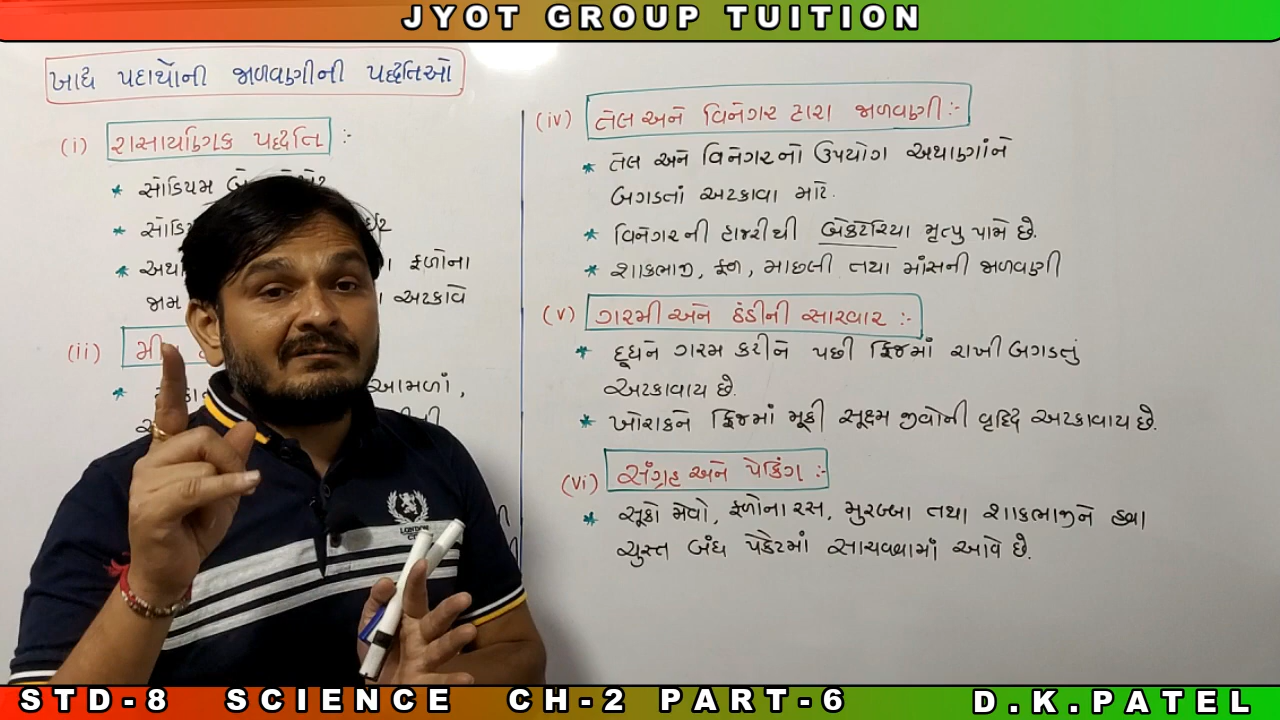 JYOT GROUP TUITION
ખાદ્ય પદાર્થોની જાળવણીની પદ્ધતિઓ
(i) રાસાયણિક પદ્ધતિ :-
* સોડિયમ
*
* ફળોના
જામ અટકાવે
(ii) મી
* આમળાં,
(iv) તેલ અને વિનેગર દ્વારા જાળવણી:-
* તેલ અને વિનેગરનો ઉપયોગ અથાણાંને
બગડતાં અટકાવા માટે.
* વિનેગરની હાજરીથી બેક્ટેરિયા મૃત્યુ પામે છે.
* શાકભાજી, ફળ, માછલી તથા માંસની જાળવણી
(v) ગરમી અને ઠંડીની સારવાર :-
* દૂધને ગરમ કરીને પછી ફ્રિજમાં રાખી બગડતું
અટકાવાય છે.
* ખોરાકને ફ્રિજમાં મૂકી સૂક્ષ્મ જીવોની વૃદ્ધિ અટકાવાય છે.
(vi) સંગ્રહ અને પેકિંગ :-
* સૂકો મેવો, ફળોના રસ, મુરબ્બા તથા શાકભાજીને હવા
ચુસ્ત બંધ પેકેટમાં સાચવવામાં આવે છે.
LONDON
STD-8 SCIENCE CH-2 PART-6 D.K.PATEL